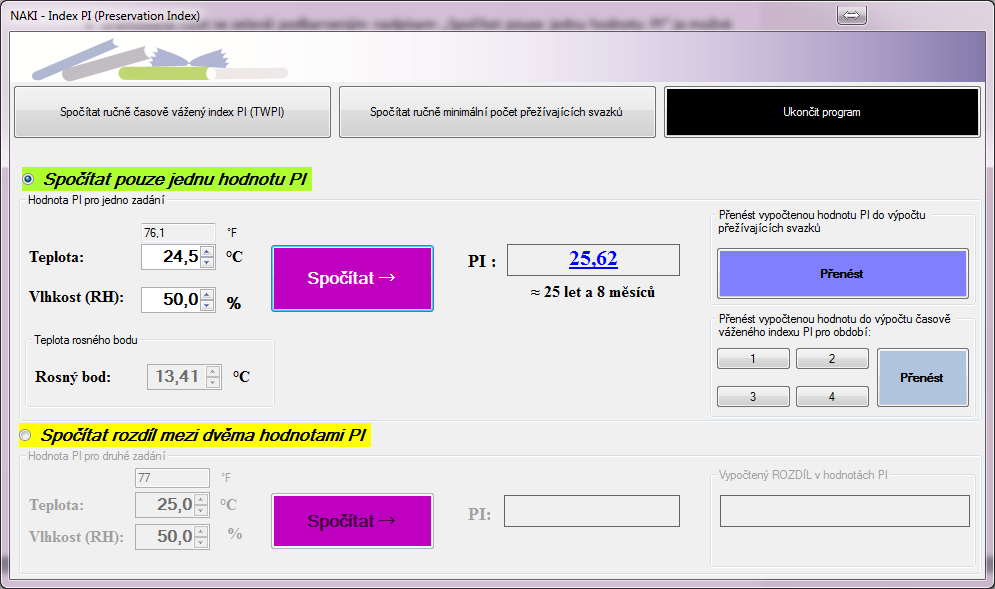 NAKI - Index PI (Preservation Index)
Spočítat ručně časově vážený index PI (TWPI)
Spočítat ručně minimální počet přežívajících svazků
Ukončit program
Spočítat pouze jednu hodnotu PI
Hodnota PI pro jedno zadání
76,1 °F
Teplota: 24,5 °C
Vlhkost (RH): 50,0 %
Spočítat →
PI : 25,62
≈ 25 let a 8 měsíců
Teplota rosného bodu
Rosný bod: 13,41 °C
Přenést vypočtenou hodnotu PI do výpočtu
přežívajících svazků
Přenést
Přenést vypočtenou hodnotu do výpočtu časově
váženého indexu PI pro období:
1 2
3 4
Přenést
Spočítat rozdíl mezi dvěma hodnotami PI
Hodnota PI pro druhé zadání
77 °F
Teplota: 25,0 °C
Vlhkost (RH): 50,0 %
Spočítat →
PI:
Vypočtený ROZDÍL v hodnotách PI